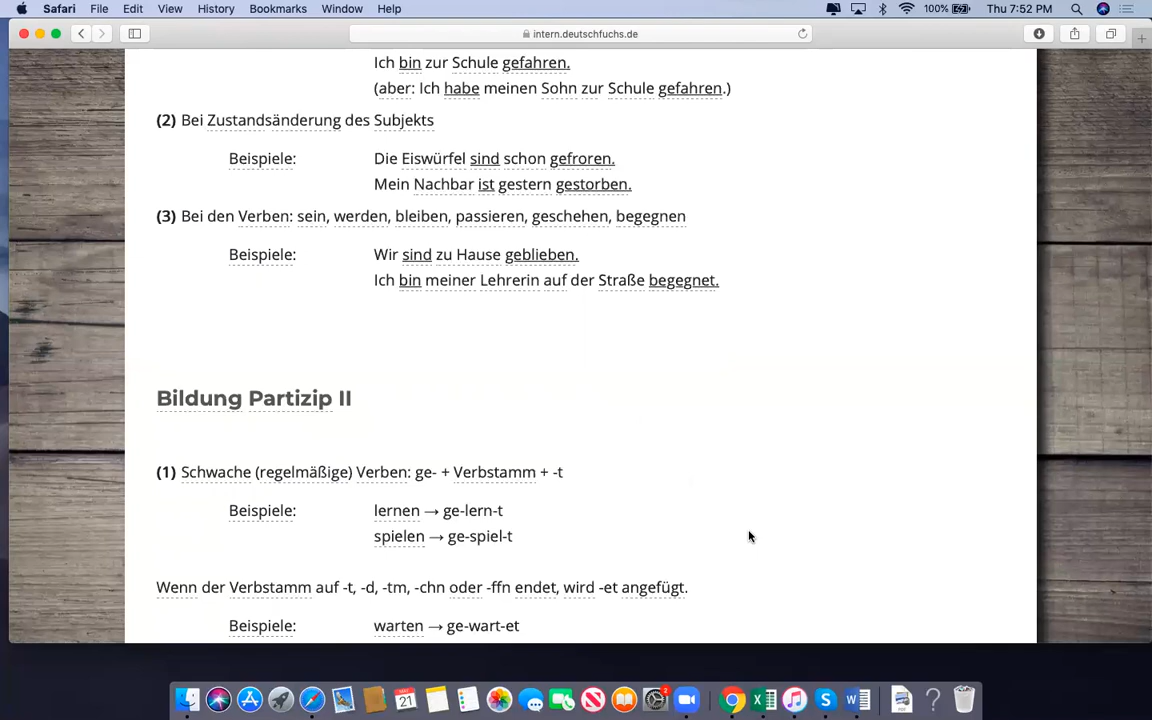 Safari File Edit View History Bookmarks Window Help 100% Thu 7:52 PM
intern.deutschfuchs.de
Ich bin zur Schule gefahren.
(aber: Ich habe meinen Sohn zur Schule gefahren.)
(2) Bei Zustandsänderung des Subjekts
Beispiele: Die Eiswürfel sind schon gefroren.
Mein Nachbar ist gestern gestorben.
(3) Bei den Verben: sein, werden, bleiben, passieren, geschehen, begegnen
Beispiele: Wir sind zu Hause geblieben.
Ich bin meiner Lehrerin auf der Straße begegnet.
Bildung Partizip II
(1) Schwache (regelmäßige) Verben: ge- + Verbstamm + -t
Beispiele: lernen → ge-lern-t
spielen → ge-spiel-t
Wenn der Verbstamm auf -t, -d, -tm, -chn oder -ffn endet, wird -et angefügt.
Beispiele: warten → ge-wart-et
21
2